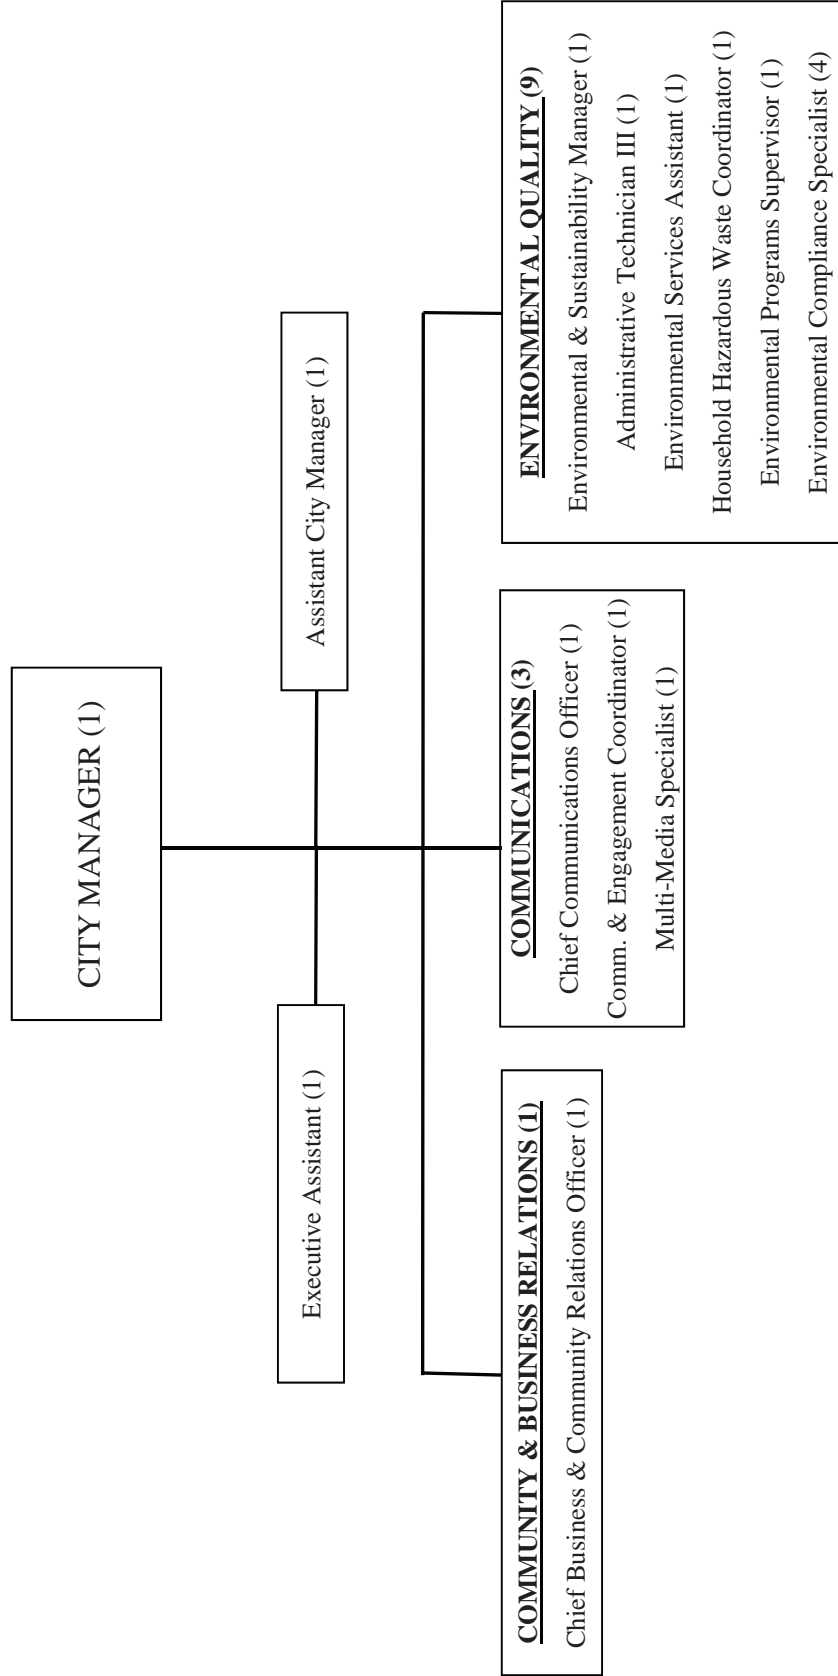 CITY MANAGER (1)
Executive Assistant (1)
Assistant City Manager (1)
COMMUNITY & BUSINESS RELATIONS (1)
Chief Business & Community Relations Officer (1)
COMMUNICATIONS (3)
Chief Communications Officer (1)
Comm. & Engagement Coordinator (1)
Multi-Media Specialist (1)
ENVIRONMENTAL QUALITY (9)
Environmental & Sustainability Manager (1)
Administrative Technician III (1)
Environmental Services Assistant (1)
Household Hazardous Waste Coordinator (1)
Environmental Programs Supervisor (1)
Environmental Compliance Specialist (4)